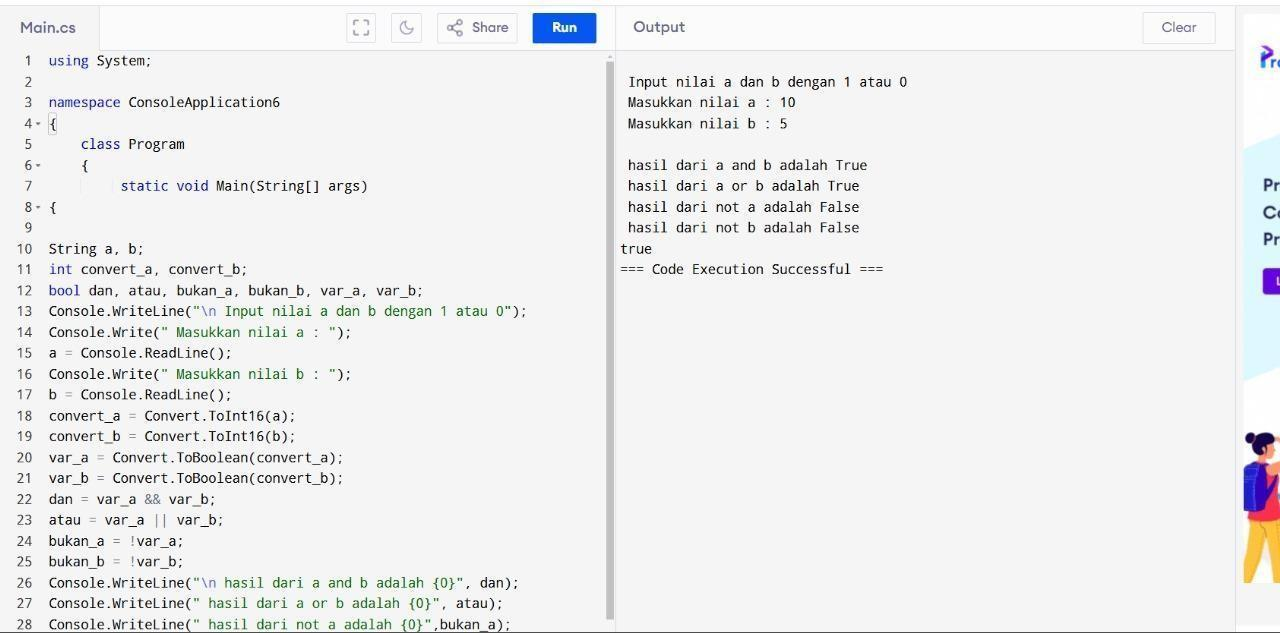 Main.cs
Share
Run
Output
Clear
1 using System;
2
3 namespace ConsoleApplication6
4 {
5 class Program
6 {
7 static void Main(String[] args)
8 {
9
10 String a, b;
11 int convert_a, convert_b;
12 bool dan, atau, bukan_a, bukan_b, var_a, var_b;
13 Console.WriteLine("\n Input nilai a dan b dengan 1 atau 0");
14 Console.Write(" Masukkan nilai a : ");
15 a = Console.ReadLine();
16 Console.Write(" Masukkan nilai b : ");
17 b = Console.ReadLine();
18 convert_a = Convert.ToInt16(a);
19 convert_b = Convert.ToInt16(b);
20 var_a = Convert.ToBoolean(convert_a);
21 var_b = Convert.ToBoolean(convert_b);
22 dan = var_a && var_b;
23 atau = var_a || var_b;
24 bukan_a = !var_a;
25 bukan_b = !var_b;
26 Console.WriteLine("\n hasil dari a and b adalah {0}", dan);
27 Console.WriteLine(" hasil dari a or b adalah {0}", atau);
28 Console.WriteLine(" hasil dari not a adalah {0}",bukan_a);
Input nilai a dan b dengan 1 atau 0
Masukkan nilai a : 10
Masukkan nilai b : 5
hasil dari a and b adalah True
hasil dari a or b adalah True
hasil dari not a adalah False
hasil dari not b adalah False
true
=== Code Execution Successful ===
Pr
Co
Pr